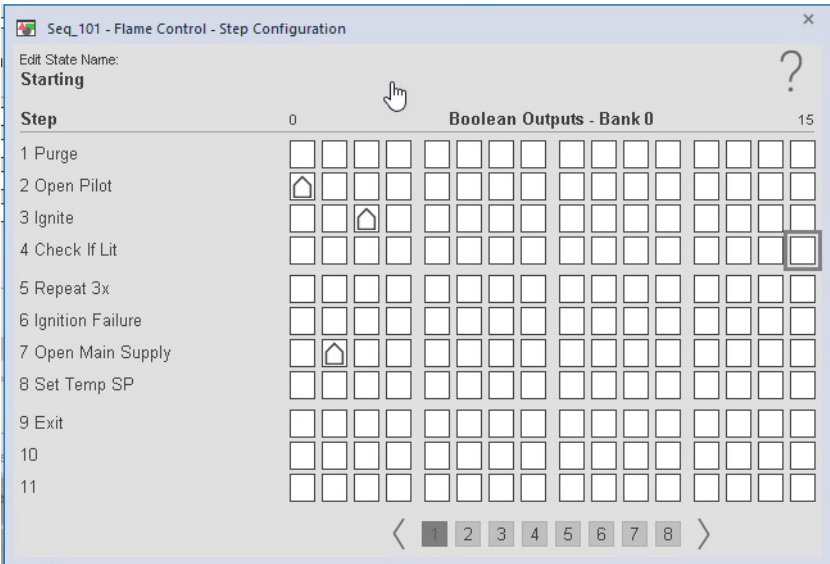 Seq_101 - Flame Control - Step Configuration
Edit State Name:
Starting
?
Step 0 Boolean Outputs - Bank 0 15
1 Purge
2 Open Pilot
3 Ignite
4 Check If Lit
5 Repeat 3x
6 Ignition Failure
7 Open Main Supply
8 Set Temp SP
9 Exit
10
11
1 2 3 4 5 6 7 8